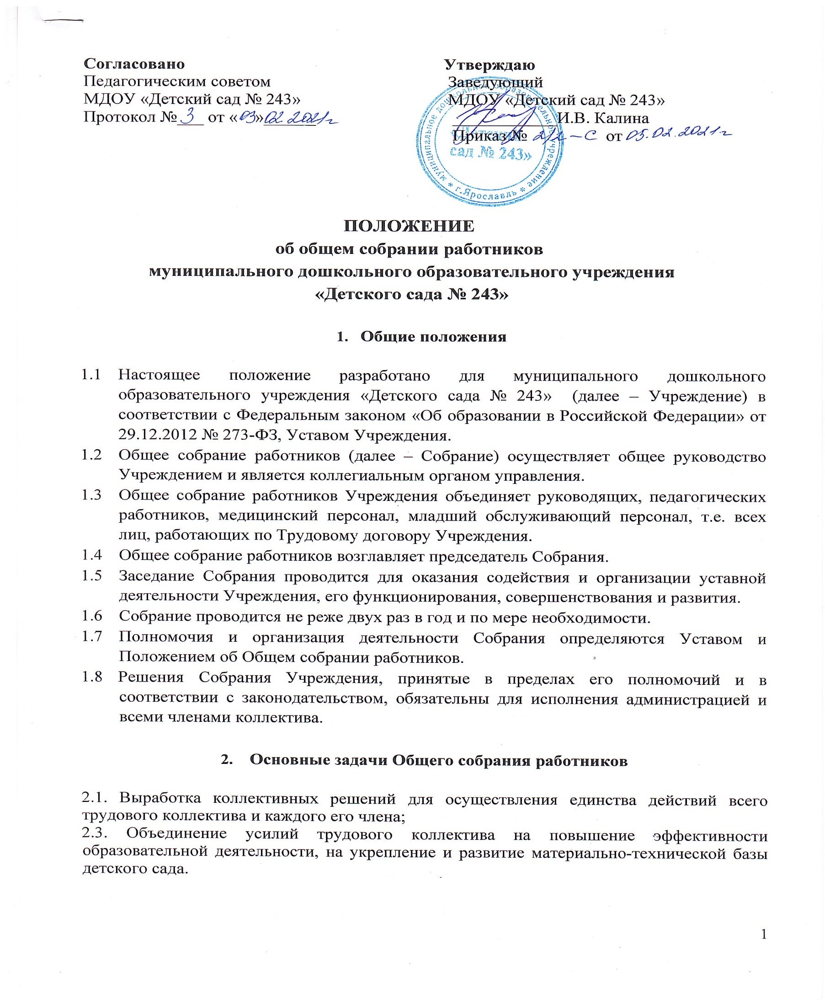 Согласовано
Педагогическим советом
МДОУ «Детский сад № 243»
Протокол № 3 от «03» 02 2021 г
Утверждаю
Заведующий
МДОУ «Детский сад № 243»
И.В. Калина
Приказ № от 05.02.2021 г
муниципальное дошкольное образовательное учреждение * г.Ярославль *
«Детский
сад № 243»
ПОЛОЖЕНИЕ
об общем собрании работников
муниципального дошкольного образовательного учреждения
«Детского сада № 243»
1. Общие положения
1.1 Настоящее положение разработано для муниципального дошкольного
образовательного учреждения «Детского сада № 243» (далее – Учреждение) в
соответствии с Федеральным законом «Об образовании в Российской Федерации» от
29.12.2012 № 273-ФЗ, Уставом Учреждения.
1.2 Общее собрание работников (далее – Собрание) осуществляет общее руководство
Учреждением и является коллегиальным органом управления.
1.3 Общее собрание работников Учреждения объединяет руководящих, педагогических
работников, медицинский персонал, младший обслуживающий персонал, т.е. всех
лиц, работающих по Трудовому договору Учреждения.
1.4 Общее собрание работников возглавляет председатель Собрания.
1.5 Заседание Собрания проводится для оказания содействия и организации уставной
деятельности Учреждения, его функционирования, совершенствования и развития.
1.6 Собрание проводится не реже двух раз в год и по мере необходимости.
1.7 Полномочия и организация деятельности Собрания определяются Уставом и
Положением об Общем собрании работников.
1.8 Решения Собрания Учреждения, принятые в пределах его полномочий и в
соответствии с законодательством, обязательны для исполнения администрацией и
всеми членами коллектива.
2. Основные задачи Общего собрания работников
2.1. Выработка коллективных решений для осуществления единства действий всего
трудового коллектива и каждого его члена;
2.3. Объединение усилий трудового коллектива на повышение эффективности
образовательной деятельности, на укрепление и развитие материально-технической базы
детского сада.
1